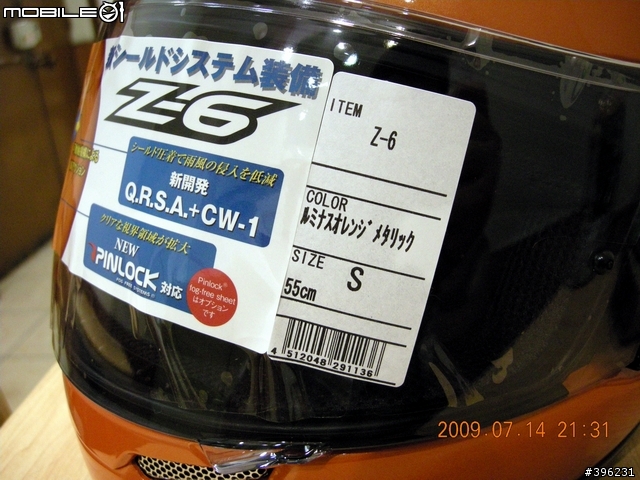 MOBILE01
シールドシステム装備
Z-6
シールド圧着で雨風の侵入を低減
新開発
Q.R.S.A.+CW-1
クリアな視界領域が拡大
NEW
PINLOCK
対応
Pinlock®
fog-free sheet
はオプション
です
ITEM
Z-6
COLOR
ルミナスオレンジメタリック
SIZE
S
55cm
4 512048 291136
2009.07.14 21:31
#396231